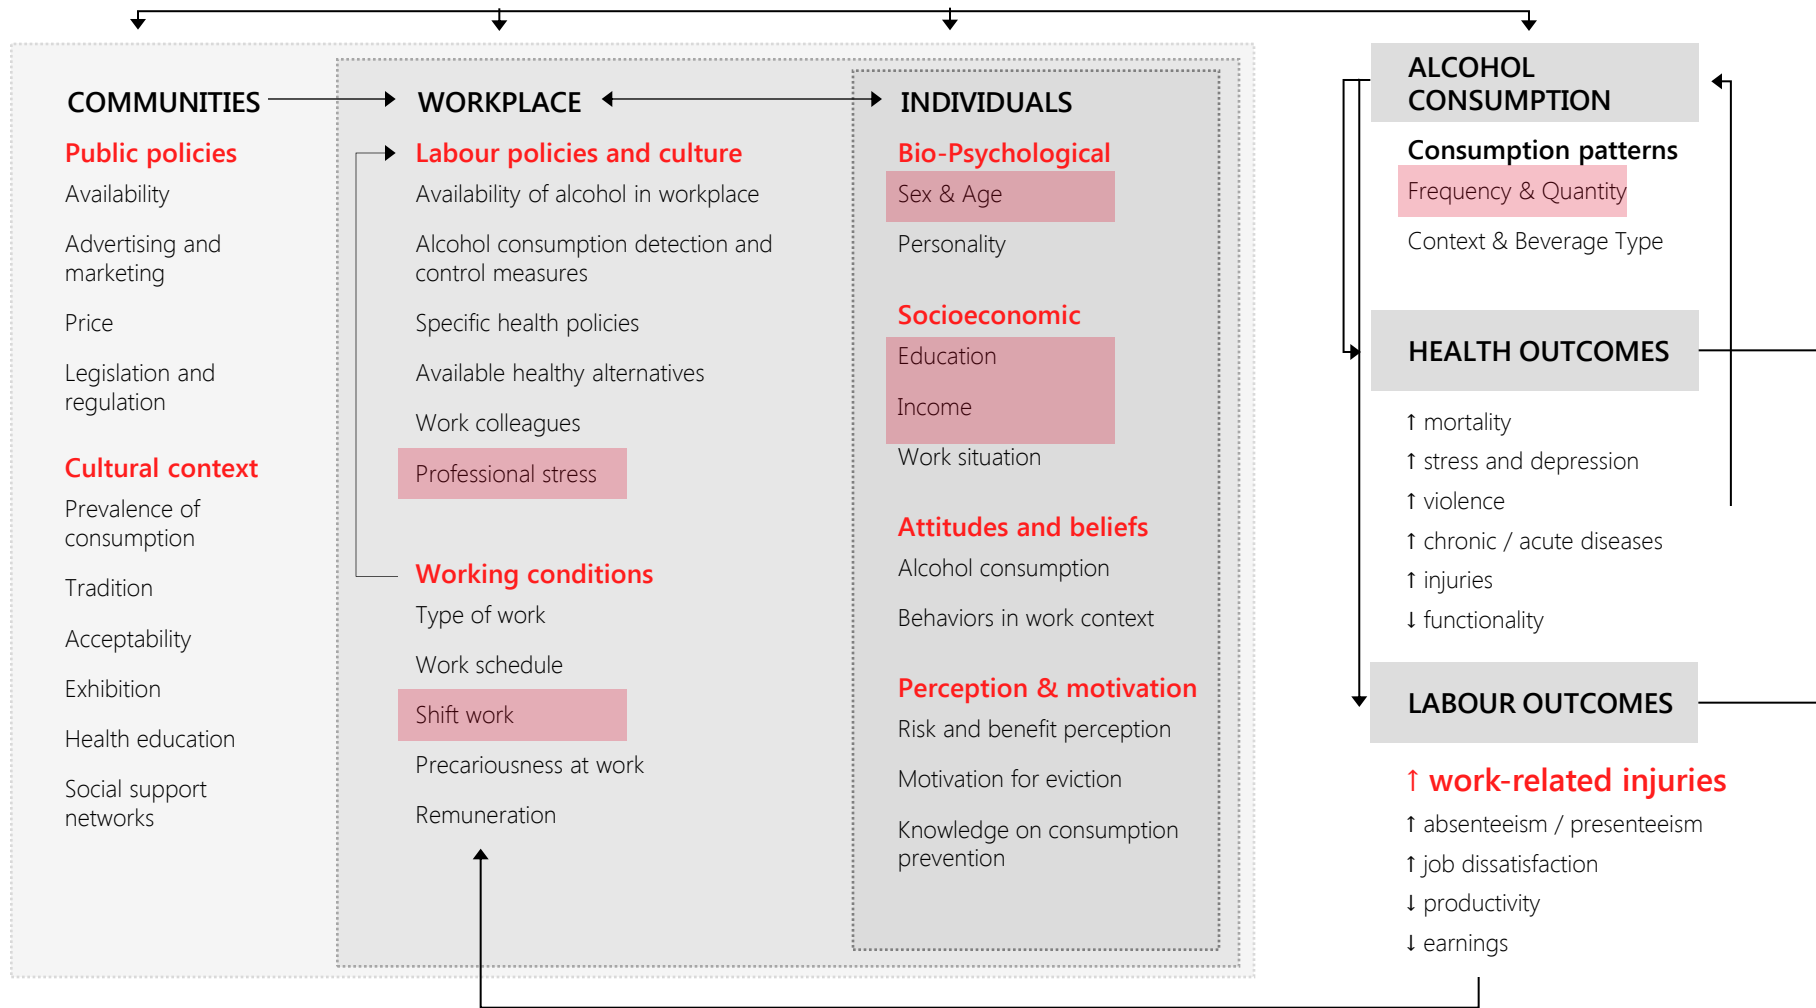 COMMUNITIES
Public policies
Availability
Advertising and
marketing
Price
Legislation and
regulation
Cultural context
Prevalence of
consumption
Tradition
Acceptability
Exhibition
Health education
Social support
networks
WORKPLACE
Labour policies and culture
Availability of alcohol in workplace
Alcohol consumption detection and
control measures
Specific health policies
Available healthy alternatives
Work colleagues
Professional stress
Working conditions
Type of work
Work schedule
Shift work
Precariousness at work
Remuneration
INDIVIDUALS
Bio-Psychological
Sex & Age
Personality
Socioeconomic
Education
Income
Work situation
Attitudes and beliefs
Alcohol consumption
Behaviors in work context
Perception & motivation
Risk and benefit perception
Motivation for eviction
Knowledge on consumption
prevention
ALCOHOL
CONSUMPTION
Consumption patterns
Frequency & Quantity
Context & Beverage Type
HEALTH OUTCOMES
↑ mortality
↑ stress and depression
↑ violence
↑ chronic / acute diseases
↑ injuries
↓ functionality
LABOUR OUTCOMES
↑ work-related injuries
↑ absenteeism / presenteeism
↑ job dissatisfaction
↓ productivity
↓ earnings